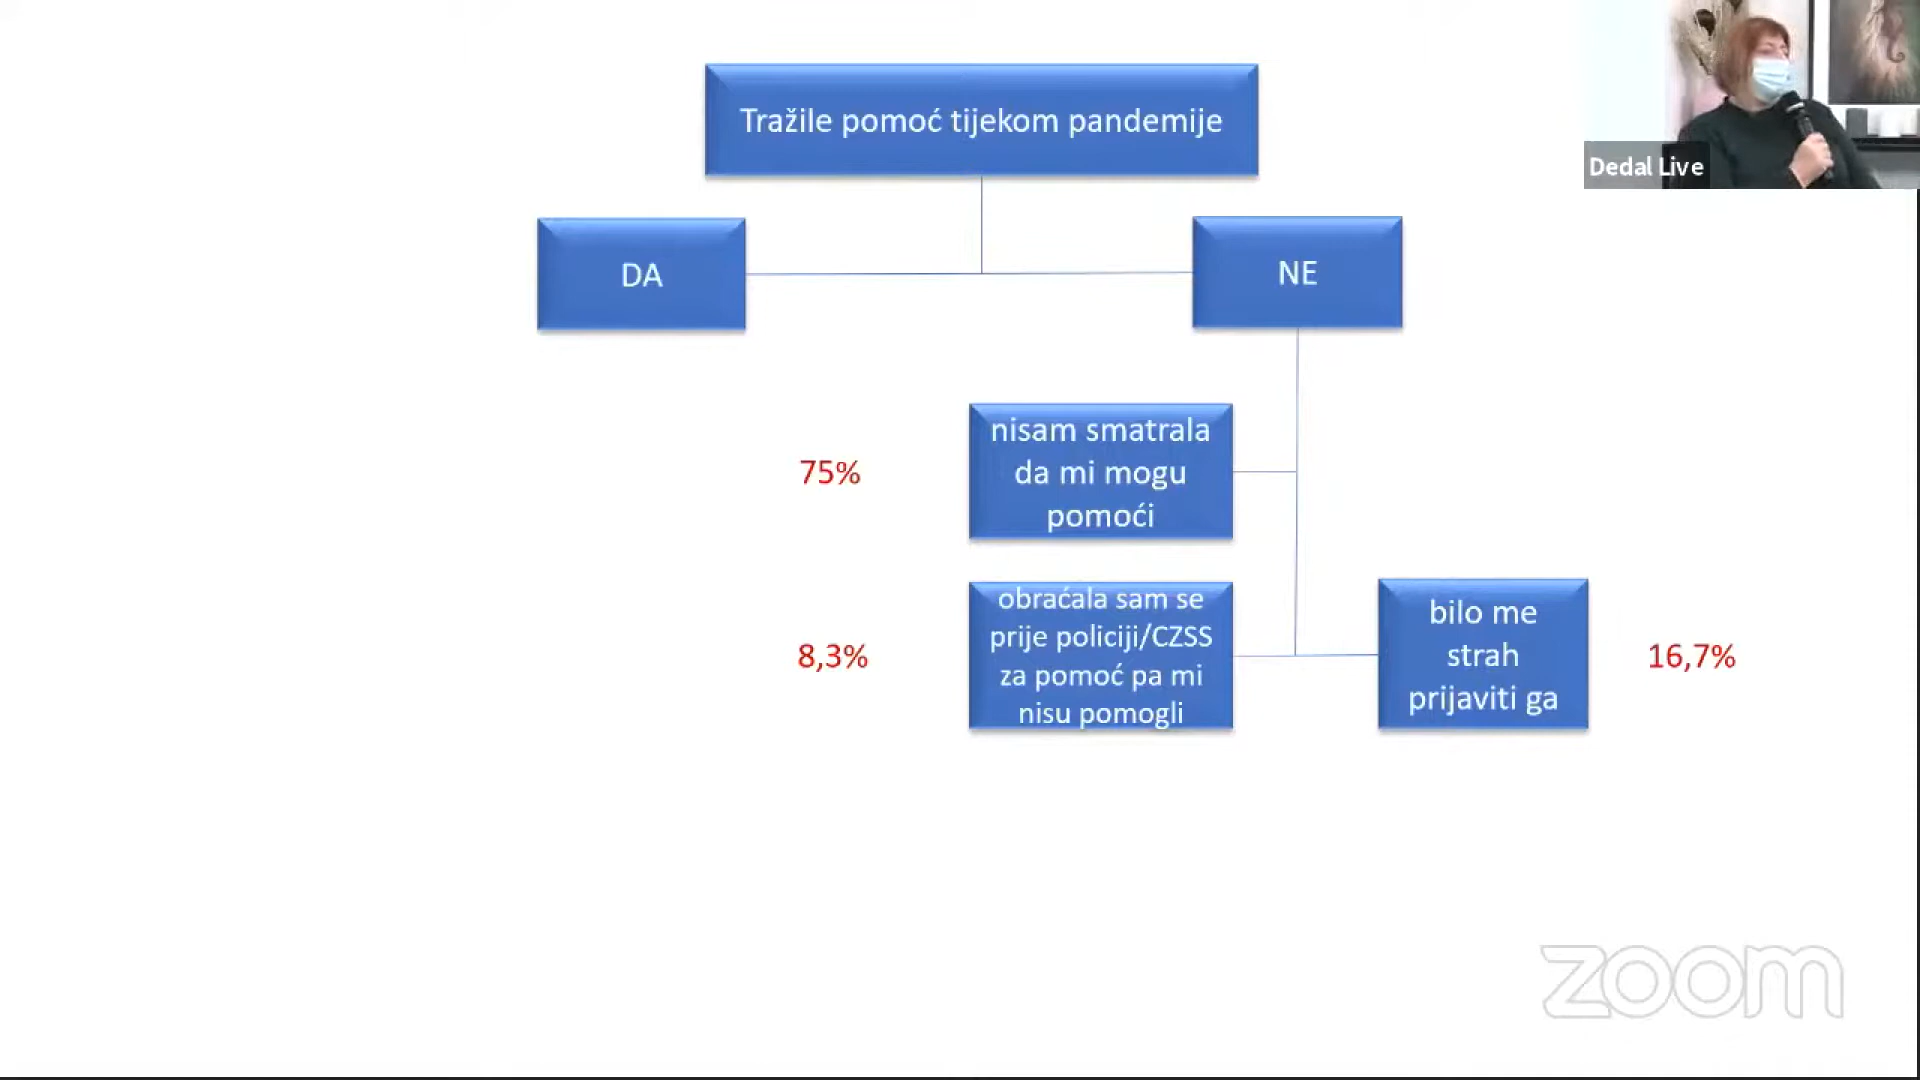 Tražile pomoć tijekom pandemije
Dedal Live
DA
NE
75%
nisam smatrala
da mi mogu
pomoći
8,3%
obraćala sam se
prije policiji/CZSS
za pomoć pa mi
nisu pomogli
bilo me
strah
prijaviti ga
16,7%
zoom